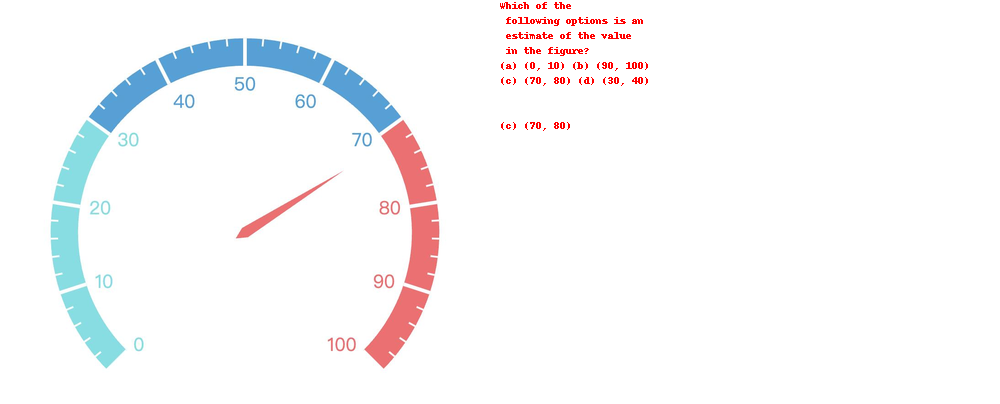 50
40
60
30
70
20
80
10
90
0
100
Which of the
following options is an
estimate of the value
in the figure?
(a) (0, 10) (b) (90, 100)
(c) (70, 80) (d) (30, 40)
(c) (70, 80)